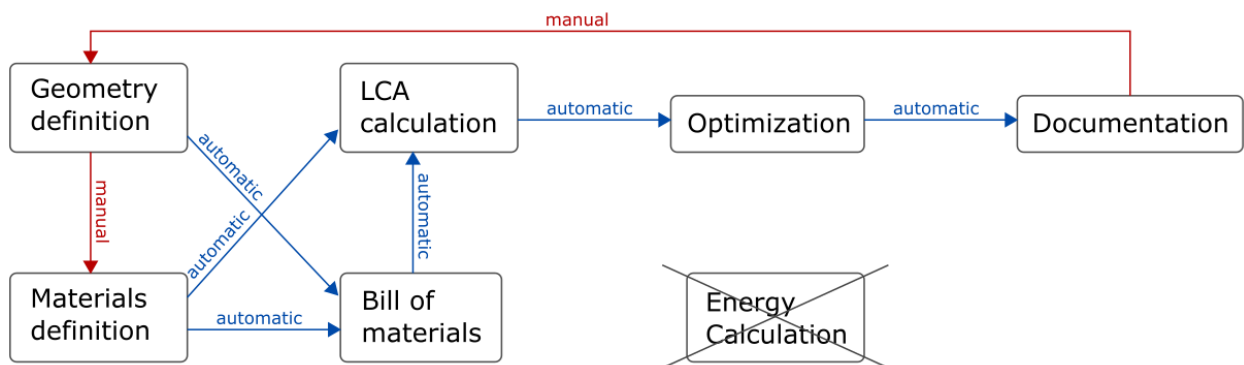 manual
Geometry
definition
LCA
calculation
automatic
Optimization
automatic
Documentation
automatic
manual
automatic
automatic
Materials
definition
automatic
Bill of
materials
Energy
Calculation